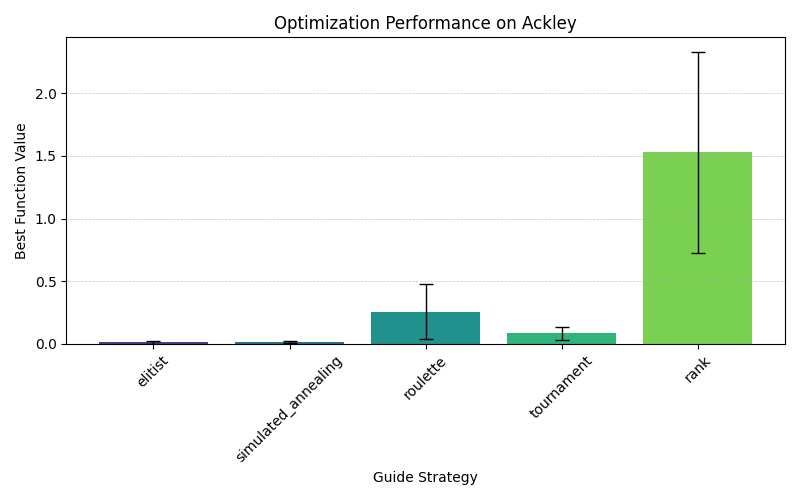 Optimization Performance on Ackley
Best Function Value
2.0
1.5
1.0
0.5
0.0
elitist
simulated_annealing
roulette
tournament
rank
Guide Strategy